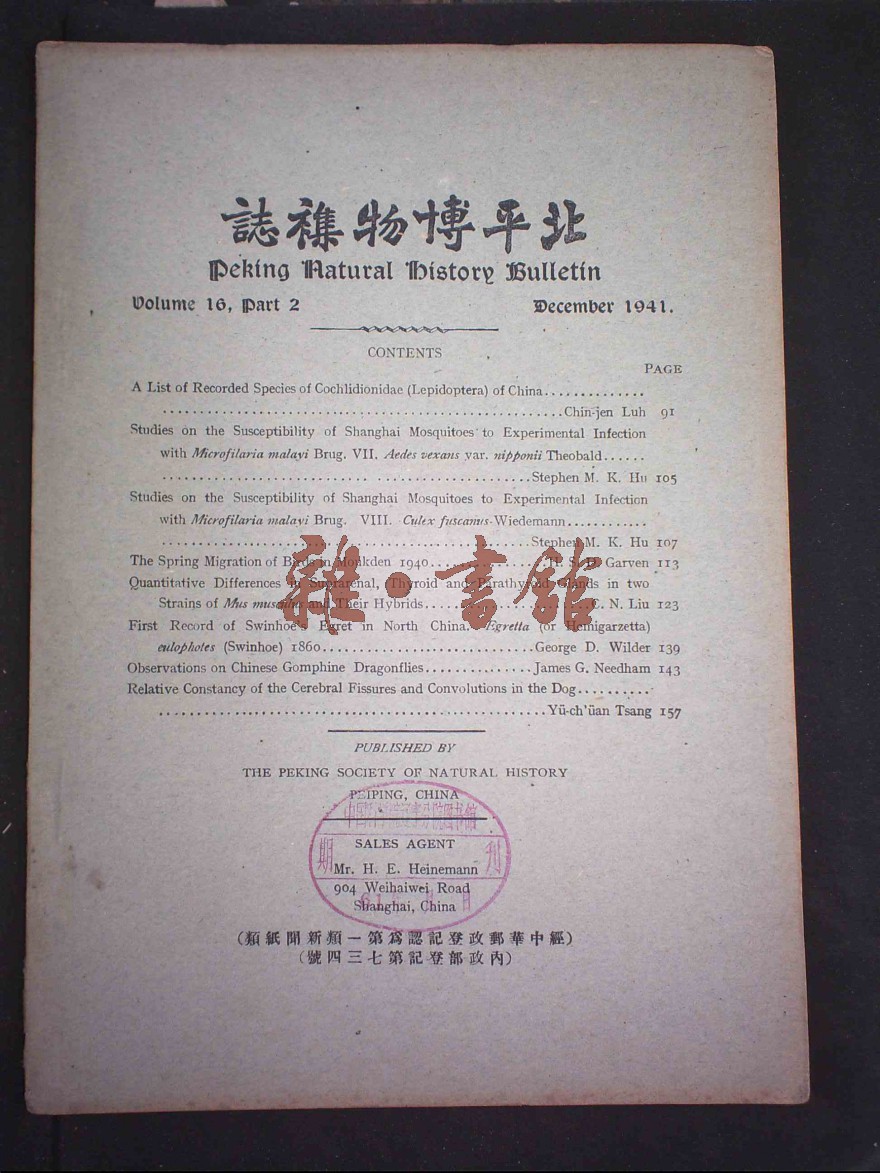 誌襍物博平北
Peking Natural History Bulletin
Volume 16, Part 2 December 1941.
CONTENTS
PAGE
A List of Recorded Species of Cochlidionidae (Lepidoptera) of China..............
..........................................................Chin-jen Luh 91
Studies on the Susceptibility of Shanghai Mosquitoes to Experimental Infection
with Microfilaria malayi Brug. VII. Aedes vexans var. nipponii Theobald......
..........................................................Stephen M. K. Hu 105
Studies on the Susceptibility of Shanghai Mosquitoes to Experimental Infection
with Microfilaria malayi Brug. VIII. Culex fuscanus Wiedemann............
..........................................................Stephen M. K. Hu 107
The Spring Migration of Birds in Moukden 1940..................H. S. D. Garven 113
Quantitative Differences in Suprarenal, Thyroid and Parathyroid Glands in two
Strains of Mus musculus and Their Hybrids..........................C. N. Liu 123
First Record of Swinhoe's Egret in North China. Egretta (or Hemigarzetta)
eulophotes (Swinhoe) 1860................................George D. Wilder 139
Observations on Chinese Gomphine Dragonflies................James G. Needham 143
Relative Constancy of the Cerebral Fissures and Convolutions in the Dog..........
..........................................................Yü-ch'üan Tsang 157
雜·書館
PUBLISHED BY
THE PEKING SOCIETY OF NATURAL HISTORY
PEIPING, CHINA
期 刊
SALES AGENT
Mr. H. E. Heinemann
904 Weihaiwei Road
Shanghai, China
(類紙聞新類一第爲認記登政郵華中經)
(號四三七第記登部政內)